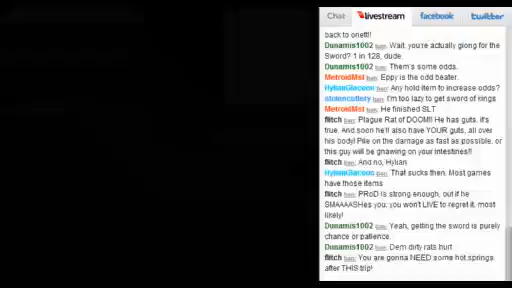 Chat livestream facebook twitter
back to onett!!
Dunamis1002 ban: Wait, you're actually giong for the
Sword? 1 in 128, dude.
Dunamis1002 ban: Them's some odds.
MetroidMsl ban: Eppy is the odd beater.
ban: Any hold item to increase odds?
ban: I'm too lazy to get sword of kings
MetroidMsl ban: He finished SLT
flitch ban: Plague Rat of DOOM!! He has guts, it's
true. And soon he'll also have YOUR guts, all over
his body! Pile on the damage as fast as possible, or
this guy will be gnawing on your intestines!!
flitch ban: And no, Hylian
ban: That sucks then. Most games
have those items
flitch ban: PRoD is strong enough, but if he
SMAAAASHes you, you won't LIVE to regret it, most
likely!
Dunamis1002 ban: Yeah, getting the sword is purely
chance or patience.
Dunamis1002 ban: Dem dirty rats hurt
flitch ban: You are gonna NEED some hot springs
after THIS trip!